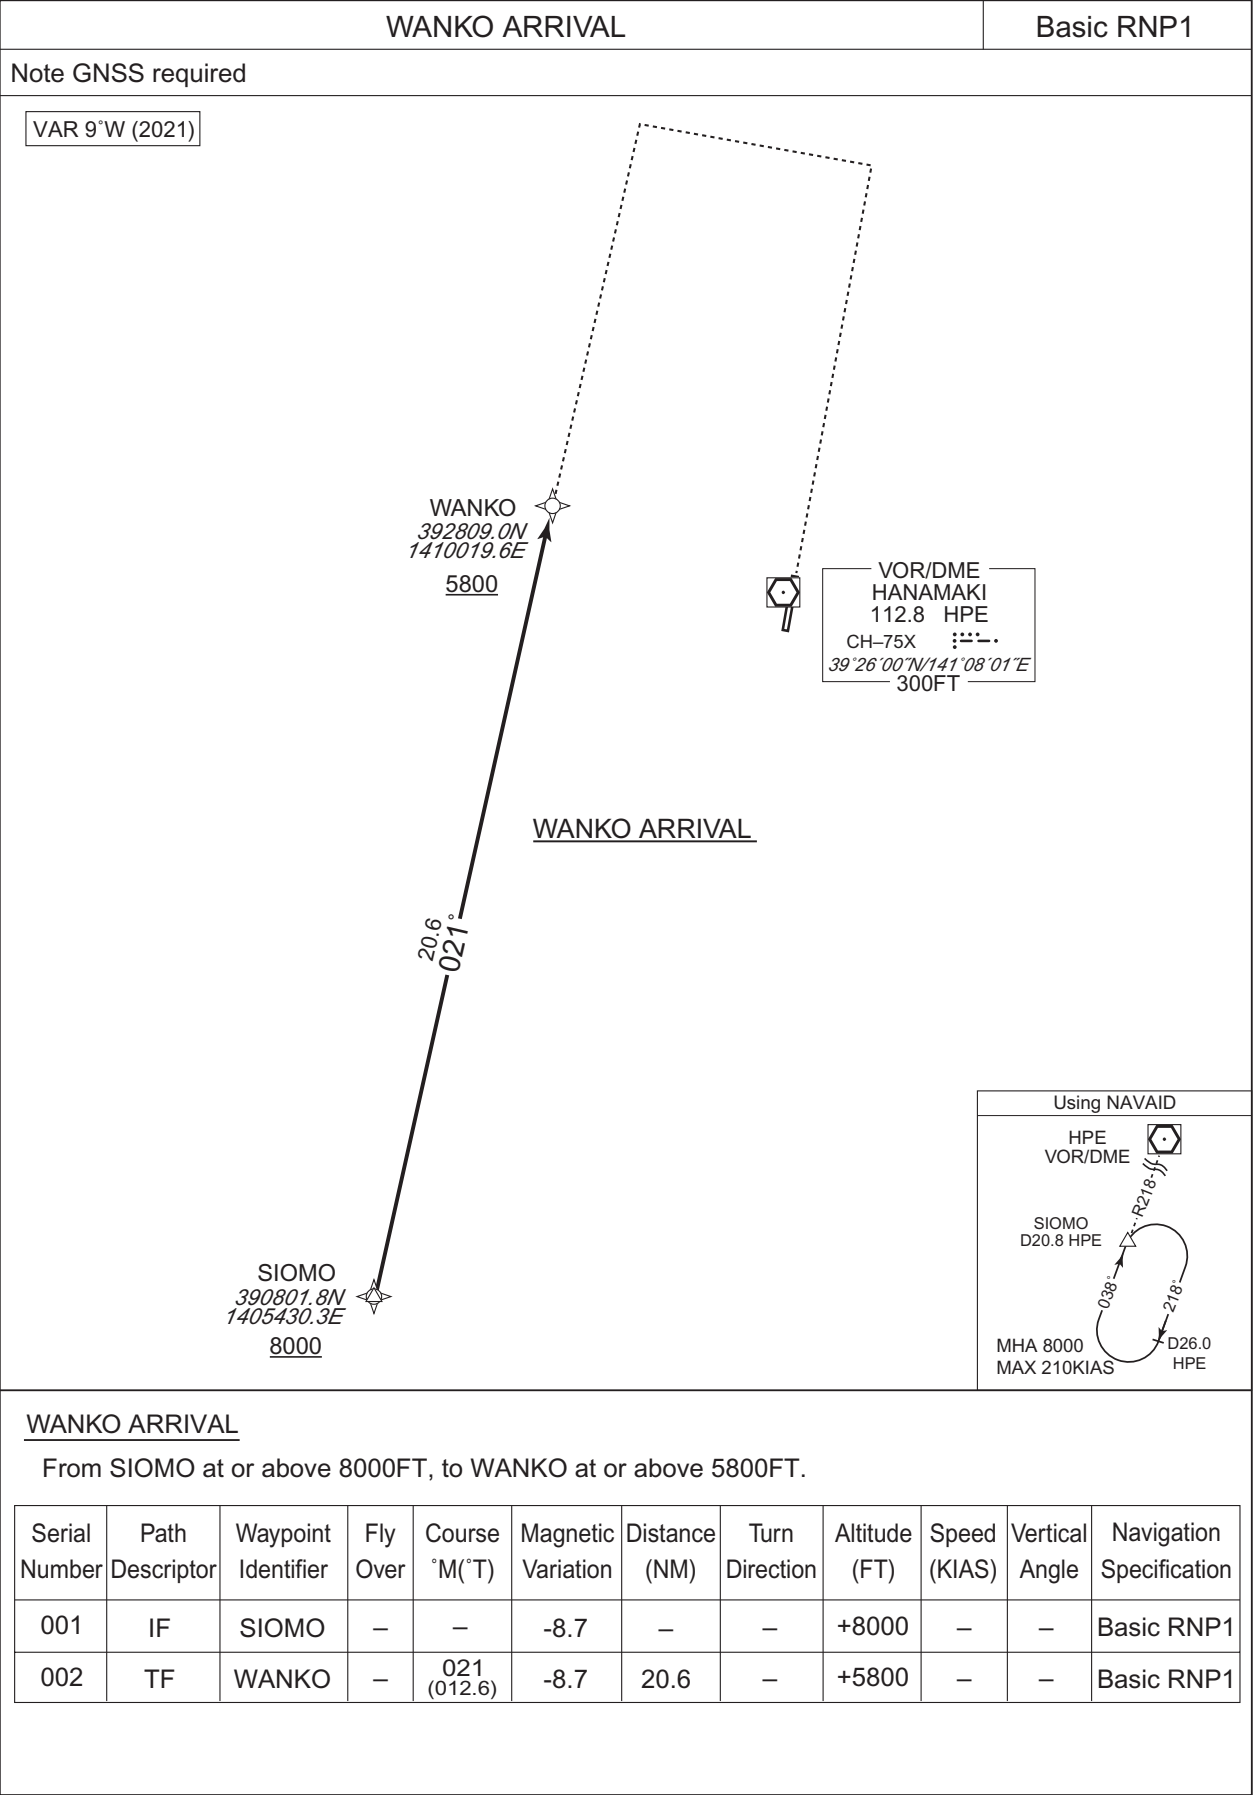 WANKO ARRIVAL
Basic RNP1
Note GNSS required
VAR 9˚W (2021)
WANKO
392809.0N
1410019.6E
5800
VOR/DME
HANAMAKI
112.8 HPE
CH–75X
39˚26´00˝N/141˚08´01˝E
300FT
WANKO ARRIVAL
20.6
021˚
SIOMO
390801.8N
1405430.3E
8000
Using NAVAID
HPE
VOR/DME
R218
SIOMO
D20.8 HPE
038˚
218˚
MHA 8000
MAX 210KIAS
D26.0
HPE
WANKO ARRIVAL
From SIOMO at or above 8000FT, to WANKO at or above 5800FT.
Serial Path Waypoint Fly Course Magnetic Distance Turn Altitude Speed Vertical Navigation
Number Descriptor Identifier Over ˚M(˚T) Variation (NM) Direction (FT) (KIAS) Angle Specification
001 IF SIOMO – – -8.7 – – +8000 – – Basic RNP1
002 TF WANKO – 021 (012.6) -8.7 20.6 – +5800 – – Basic RNP1